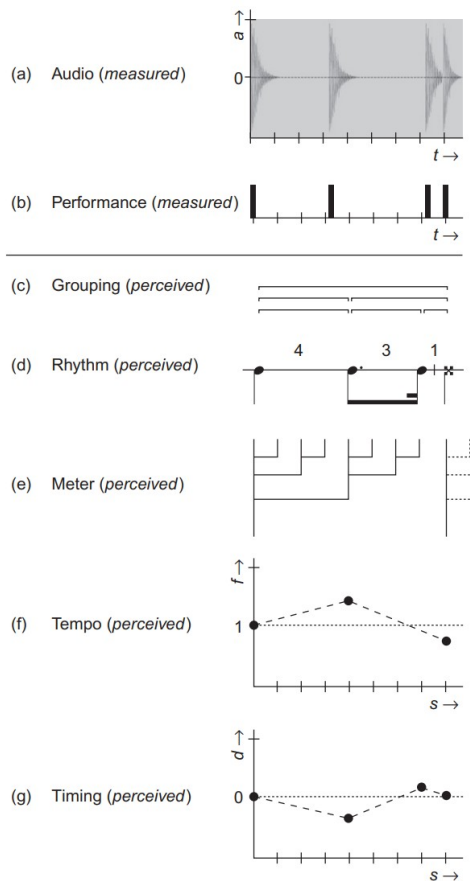 a →
1
0
(a) Audio (measured)
t →
(b) Performance (measured)
t →
(c) Grouping (perceived)
4 3 1
(d) Rhythm (perceived)
(e) Meter (perceived)
f →
(f) Tempo (perceived)
1
s →
d →
(g) Timing (perceived)
0
s →